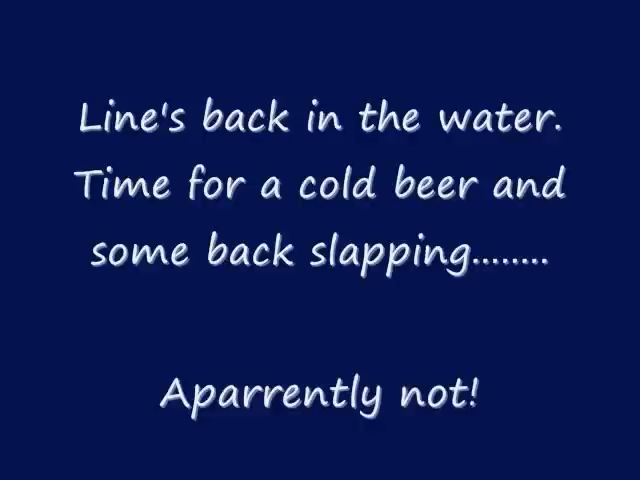 Line's back in the water.
Time for a cold beer and
some back slapping........
Aparrently not!